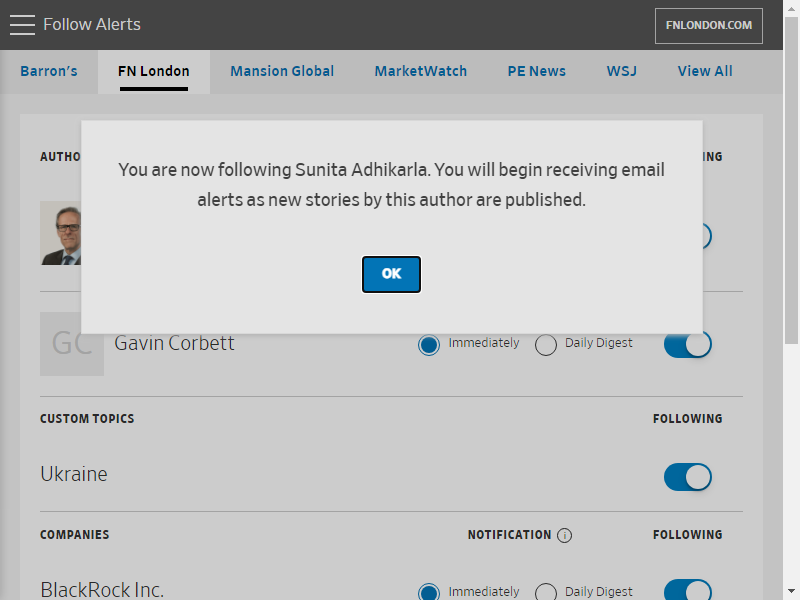 Follow Alerts
FNLONDON.COM
Barron's FN London Mansion Global MarketWatch PE News WSJ View All
You are now following Sunita Adhikarla. You will begin receiving email
alerts as new stories by this author are published.
OK
GC Gavin Corbett Immediately Daily Digest
CUSTOM TOPICS FOLLOWING
Ukraine
COMPANIES NOTIFICATION i FOLLOWING
BlackRock Inc. Immediately Daily Digest